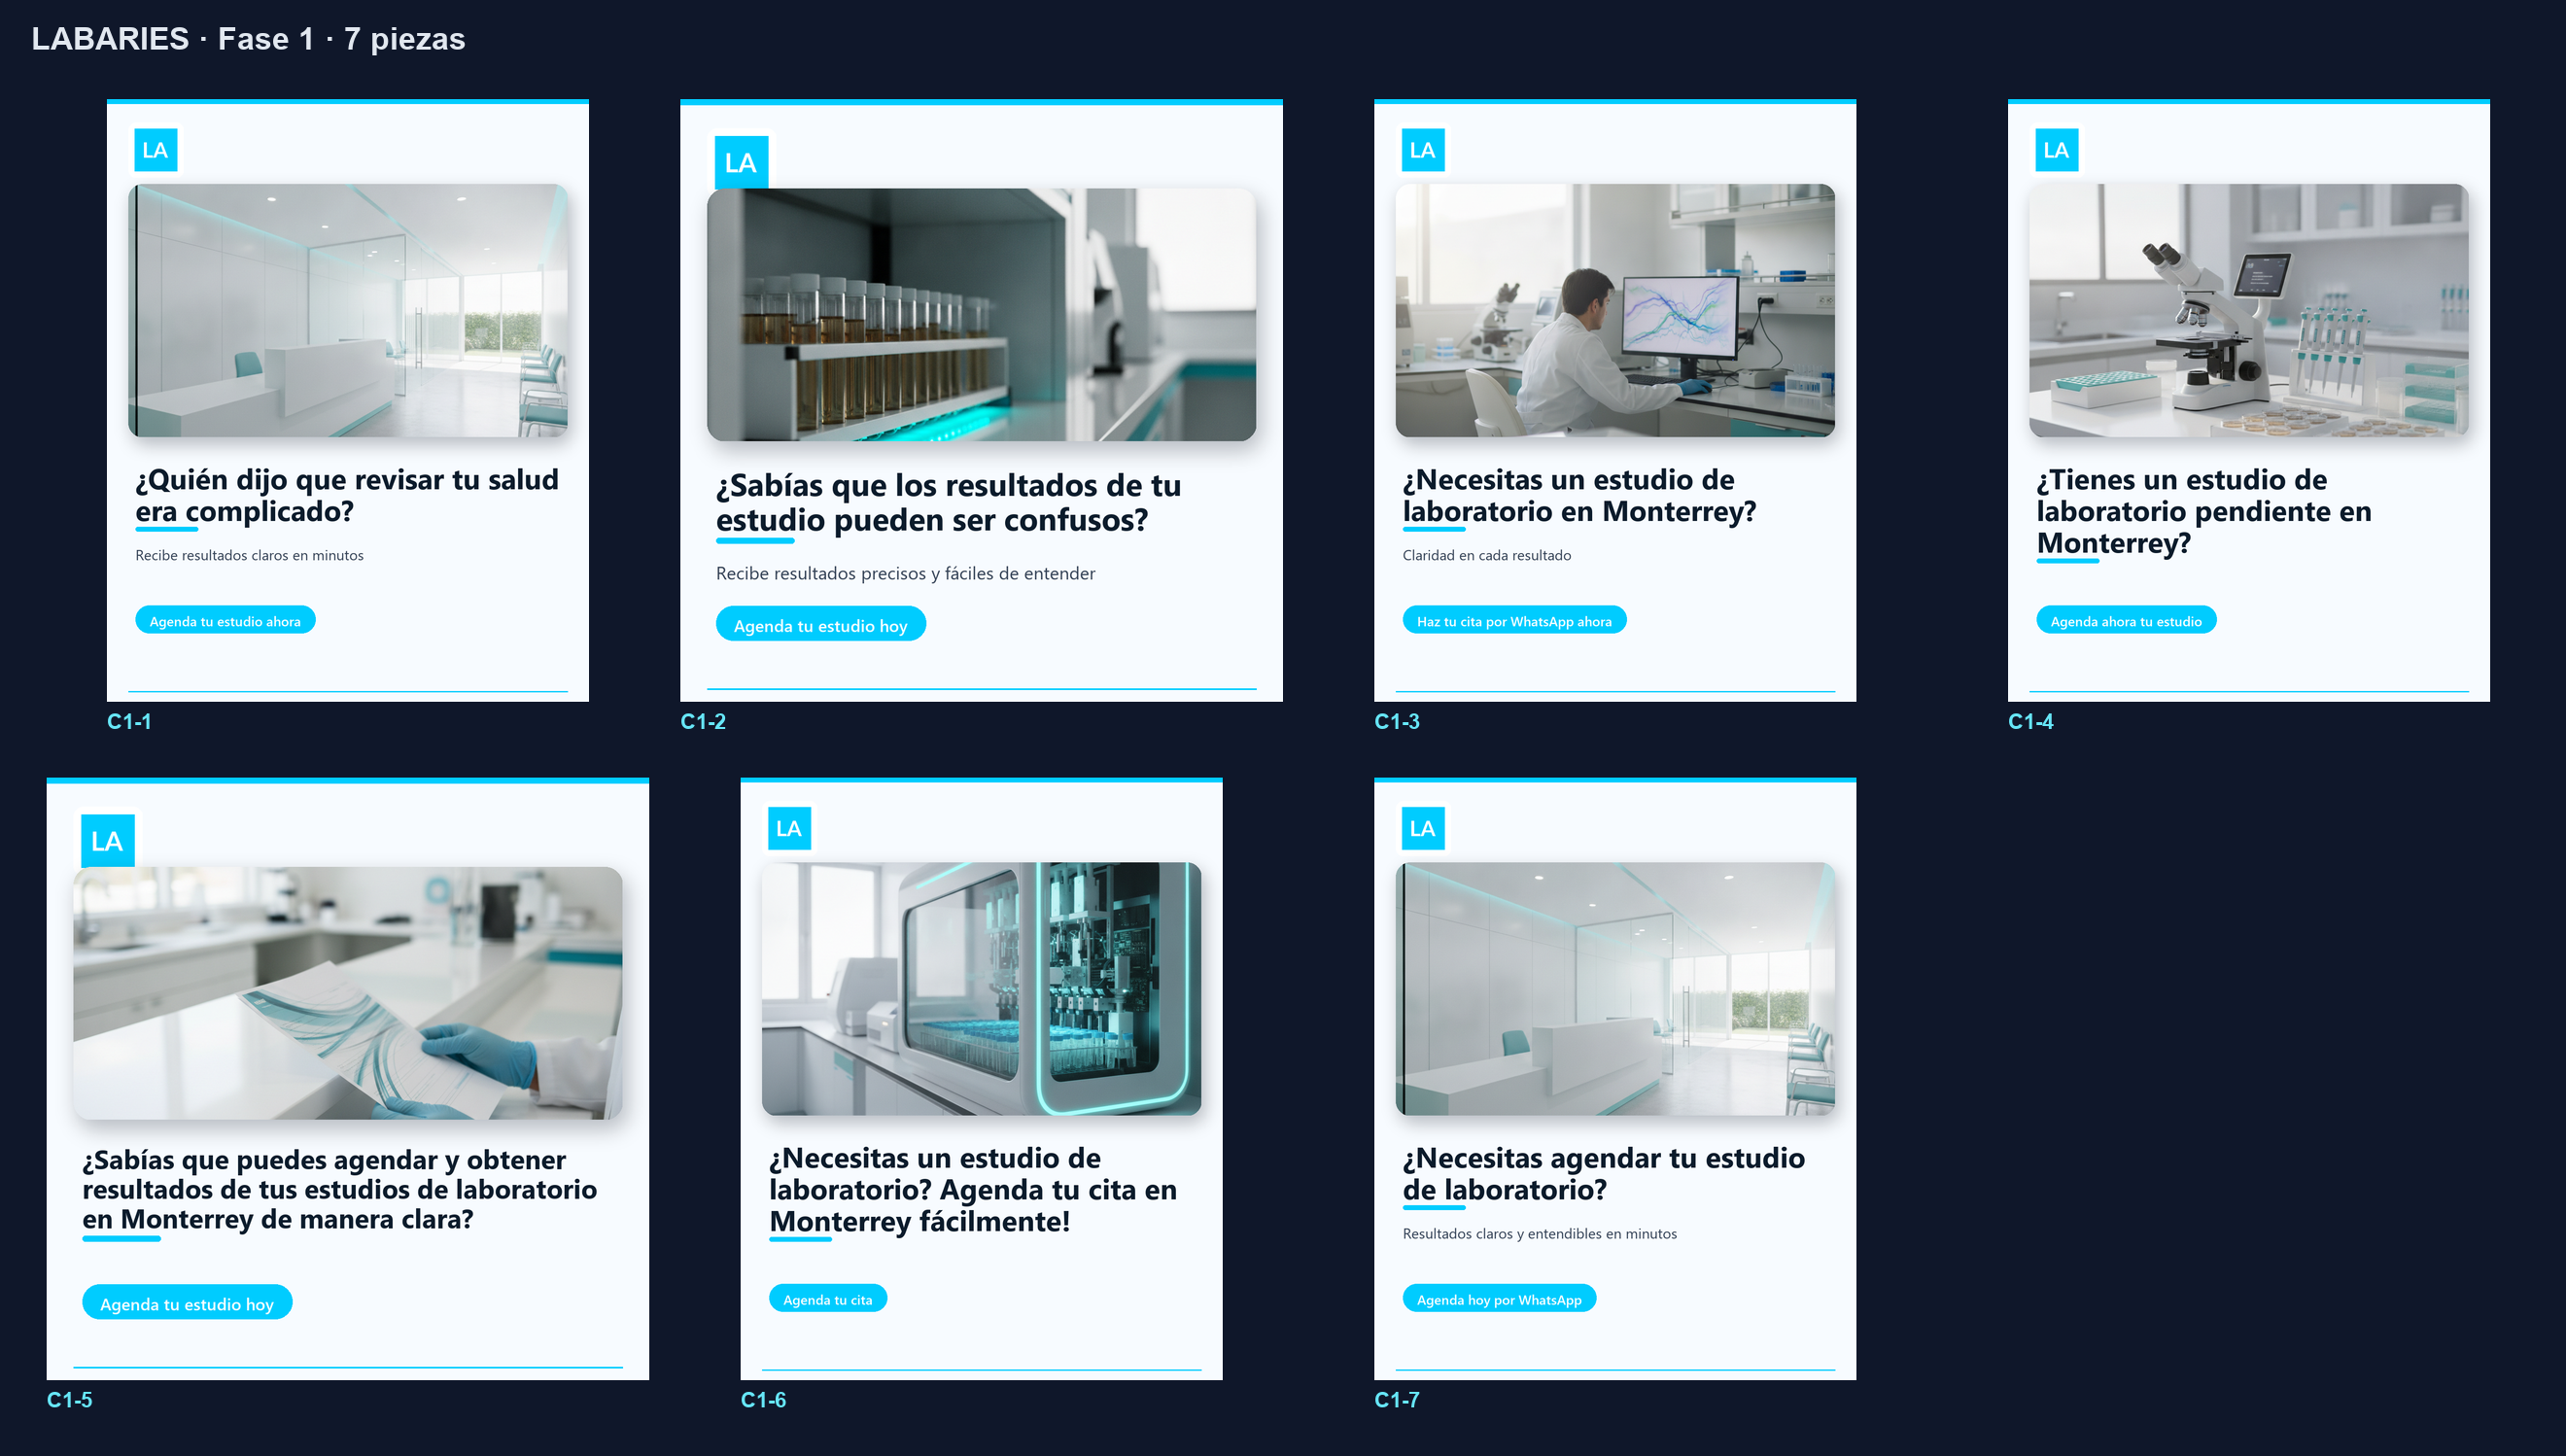 LABARIES · Fase 1 · 7 piezas
LA
¿Quién dijo que revisar tu salud
era complicado?
Recibe resultados claros en minutos
Agenda tu estudio ahora
C1-1
LA
¿Sabías que los resultados de tu
estudio pueden ser confusos?
Recibe resultados precisos y fáciles de entender
Agenda tu estudio hoy
C1-2
LA
¿Necesitas un estudio de
laboratorio en Monterrey?
Claridad en cada resultado
Haz tu cita por WhatsApp ahora
C1-3
LA
¿Tienes un estudio de
laboratorio pendiente en
Monterrey?
Agenda ahora tu estudio
C1-4
LA
¿Sabías que puedes agendar y obtener
resultados de tus estudios de laboratorio
en Monterrey de manera clara?
Agenda tu estudio hoy
C1-5
LA
¿Necesitas un estudio de
laboratorio? Agenda tu cita en
Monterrey fácilmente!
Agenda tu cita
C1-6
LA
¿Necesitas agendar tu estudio
de laboratorio?
Resultados claros y entendibles en minutos
Agenda hoy por WhatsApp
C1-7